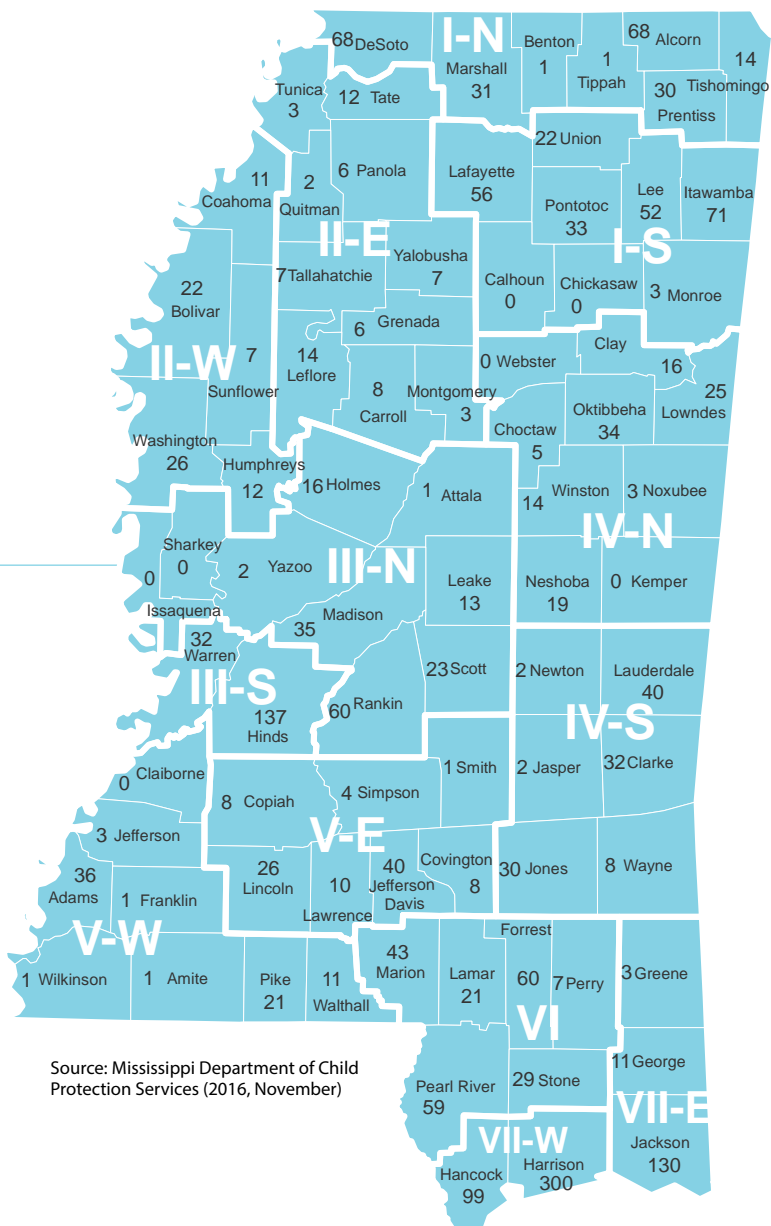 68 DeSoto
I-N
Marshall
31
Benton
1
1
Tippah
68 Alcorn
14
Tishomingo
30
Prentiss
Tunica
3
12 Tate
22 Union
11
Coahoma
2
Quitman
6 Panola
Lafayette
56
Pontotoc
33
Lee
52
Itawamba
71
II-E
I-S
7 Tallahatchie
Yalobusha
7
Calhoun
0
Chickasaw
0
3 Monroe
22
Bolivar
II-W
7
Sunflower
6 Grenada
14
Leflore
8
Carroll
Montgomery
3
0 Webster
Clay
16
25
Lowndes
Oktibbeha
34
Choctaw
5
Washington
26
Humphreys
12
16 Holmes
1
Attala
14
Winston
3 Noxubee
IV-N
Sharkey
0
0
Issaquena
2
Yazoo
III-N
Leake
13
Neshoba
19
0 Kemper
Madison
35
32
Warren
III-S
137
Hinds
60 Rankin
23 Scott
2 Newton
Lauderdale
40
IV-S
0 Claiborne
8 Copiah
4 Simpson
1 Smith
2 Jasper
32 Clarke
V-E
3 Jefferson
36
Adams
1 Franklin
26
Lincoln
10
Lawrence
40
Jefferson
Davis
Covington
8
30 Jones
8 Wayne
V-W
1 Wilkinson
1 Amite
Pike
21
11
Walthall
43
Marion
Lamar
21
Forrest
60
7 Perry
3 Greene
VI
Source: Mississippi Department of Child
Protection Services (2016, November)
Pearl River
59
29 Stone
11 George
VII-E
VII-W
Jackson
130
Hancock
99
Harrison
300